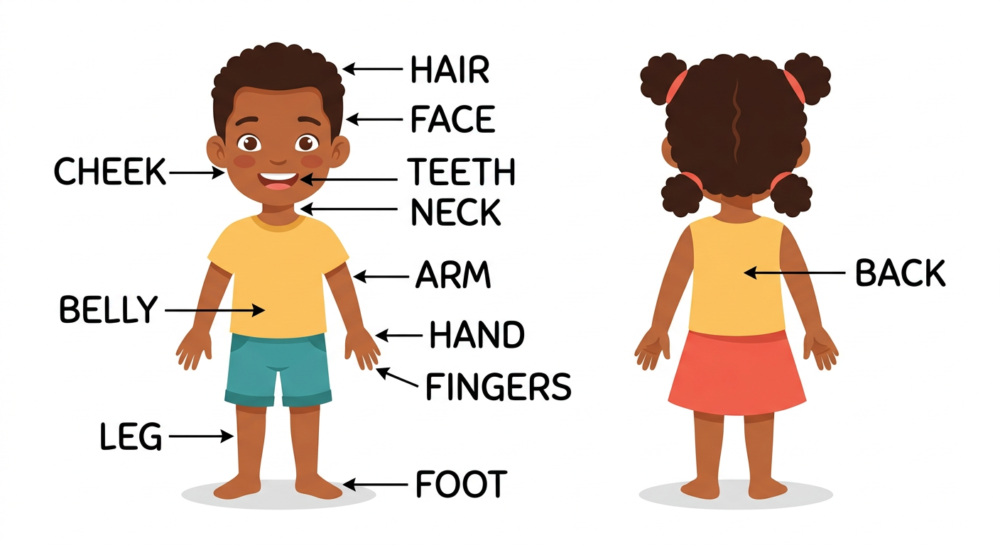 HAIR
FACE
CHEEK
TEETH
NECK
ARM
BACK
BELLY
HAND
FINGERS
LEG
FOOT